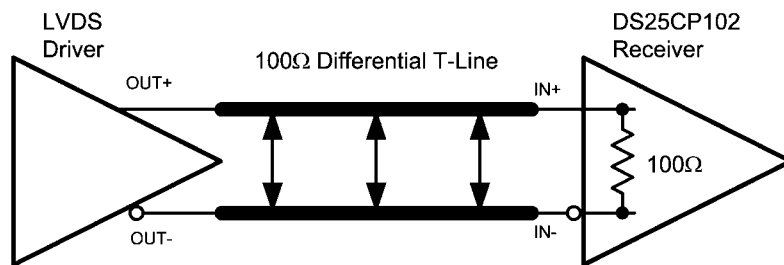 LVDS
Driver
DS25CP102
Receiver
100Ω Differential T-Line
OUT+
IN+
100Ω
OUT-
IN-